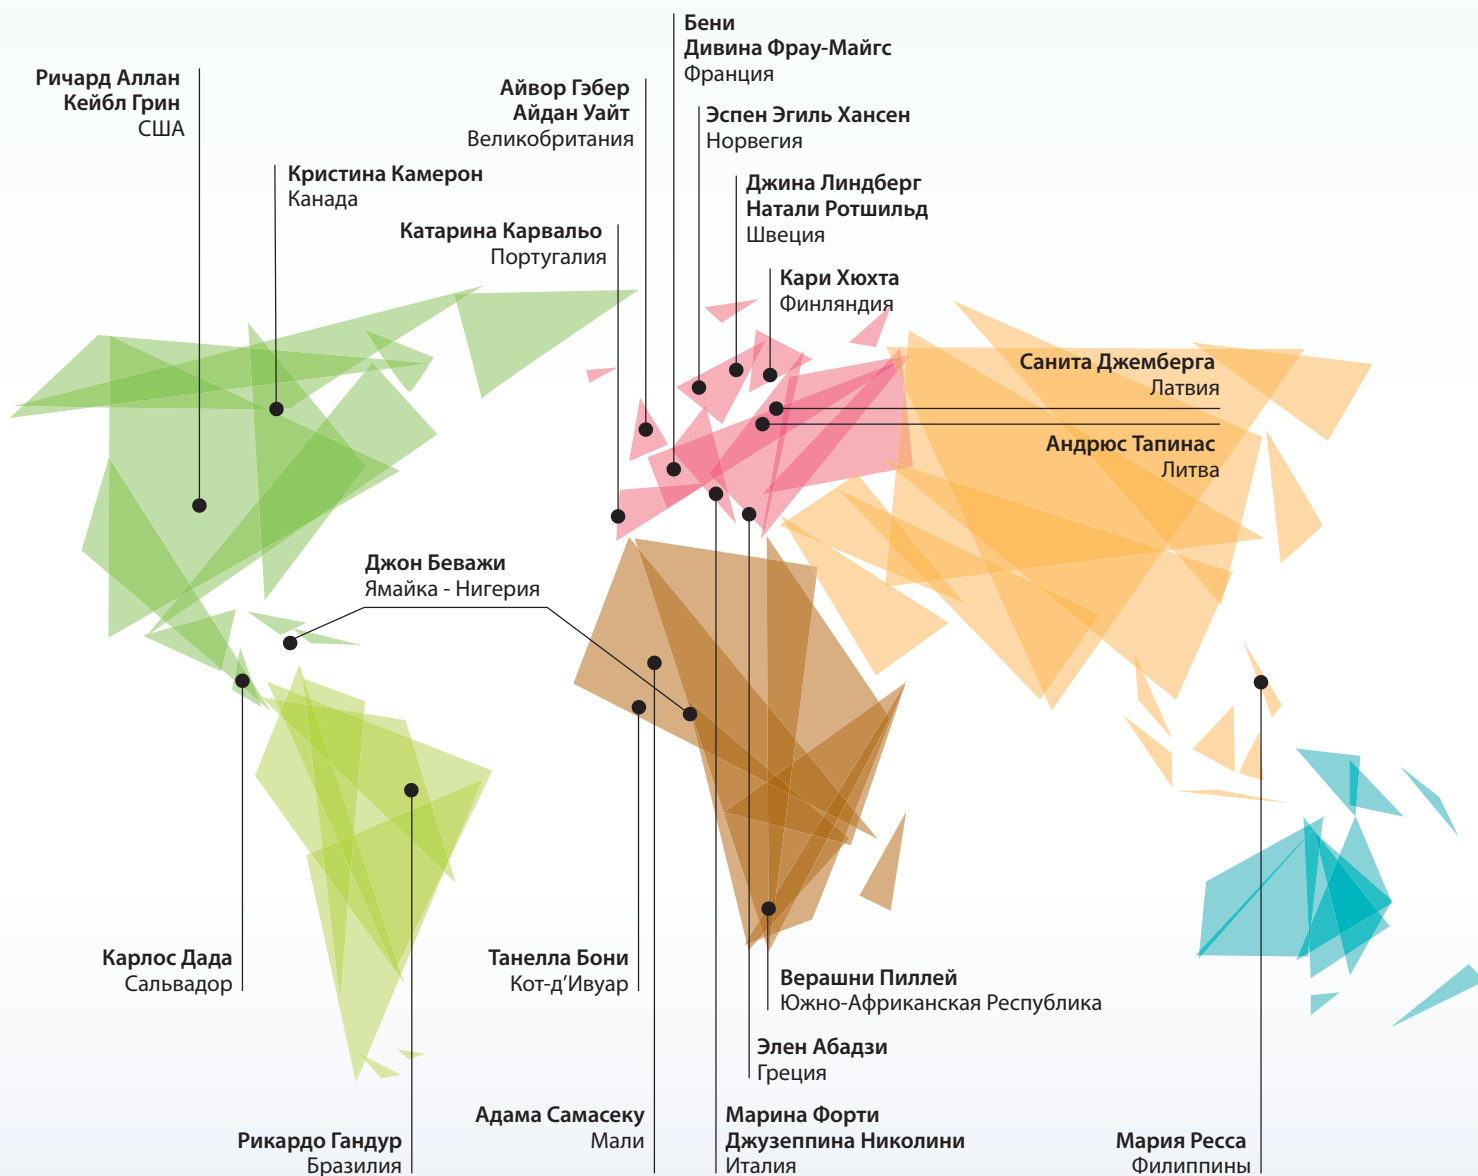 Бени
Дивина Фрау-Майгс
Франция
Ричард Аллан
Кейбл Грин
США
Айвор Гэбер
Айдан Уайт
Великобритания
Эспен Эгиль Хансен
Норвегия
Кристина Камерон
Канада
Джина Линдберг
Натали Ротшильд
Швеция
Катарина Карвальо
Португалия
Кари Хюхта
Финляндия
Санита Джемберга
Латвия
Андрюс Тапинас
Литва
Джон Беважи
Ямайка - Нигерия
Карлос Дада
Сальвадор
Танелла Бони
Кот-д’Ивуар
Верашни Пиллей
Южно-Африканская Республика
Элен Абадзи
Греция
Рикардо Гандур
Бразилия
Адама Самасеку
Мали
Марина Форти
Джузеппина Николини
Италия
Мария Ресса
Филиппины